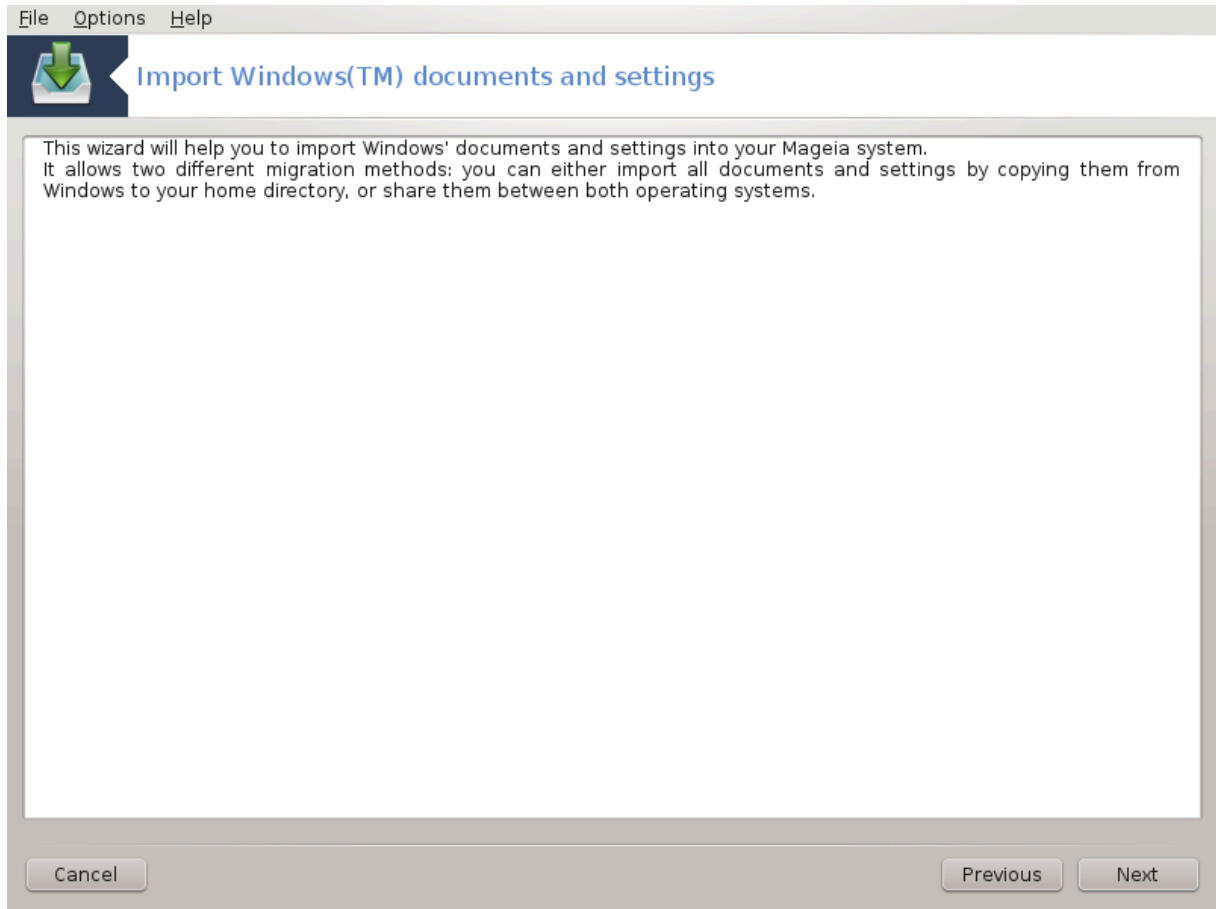 File Options Help
Import Windows(TM) documents and settings
This wizard will help you to import Windows' documents and settings into your Mageia system.
It allows two different migration methods: you can either import all documents and settings by copying them from
Windows to your home directory, or share them between both operating systems.
Cancel Previous Next